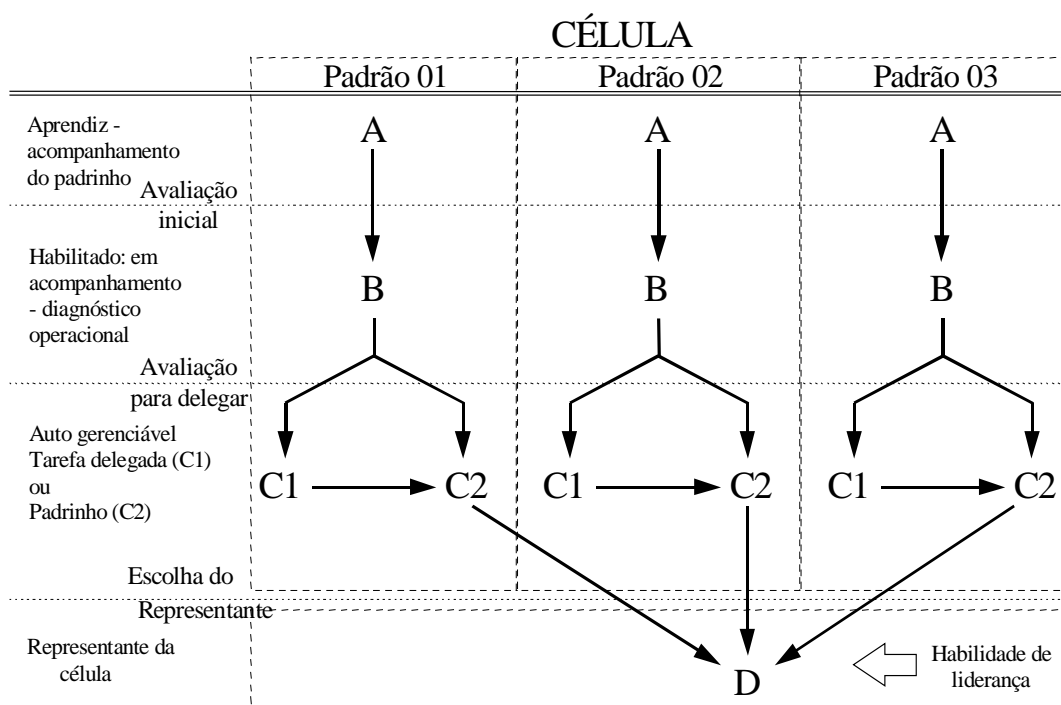 CÉLULA
Padrão 01 Padrão 02 Padrão 03
Aprendiz -
acompanhamento
do padrinho
A A A
Avaliação
inicial
Habilitado: em
acompanhamento
- diagnóstico
operacional
B B B
Avaliação
para delegar
Auto gerenciável
Tarefa delegada (C1)
ou
Padrinho (C2)
C1 C2 C1 C2 C1 C2
Escolha do
Representante
Representante da
célula
D
Habilidade de
liderança